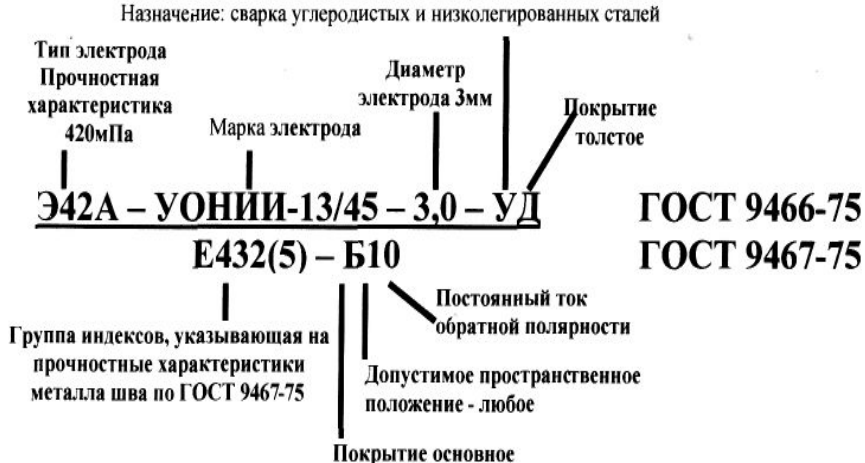 Назначение: сварка углеродистых и низколегированных сталей
Тип электрода
Прочностная
характеристика
420мПа
Марка электрода
Диаметр
электрода 3мм
Покрытие
толстое
Э42А – УОНИИ-13/45 – 3,0 – УД
ГОСТ 9466-75
Е432(5) – Б10
ГОСТ 9467-75
Группа индексов, указывающая на
прочностные характеристики
металла шва по ГОСТ 9467-75
Постоянный ток
обратной полярности
Допустимое пространственное
положение - любое
Покрытие основное